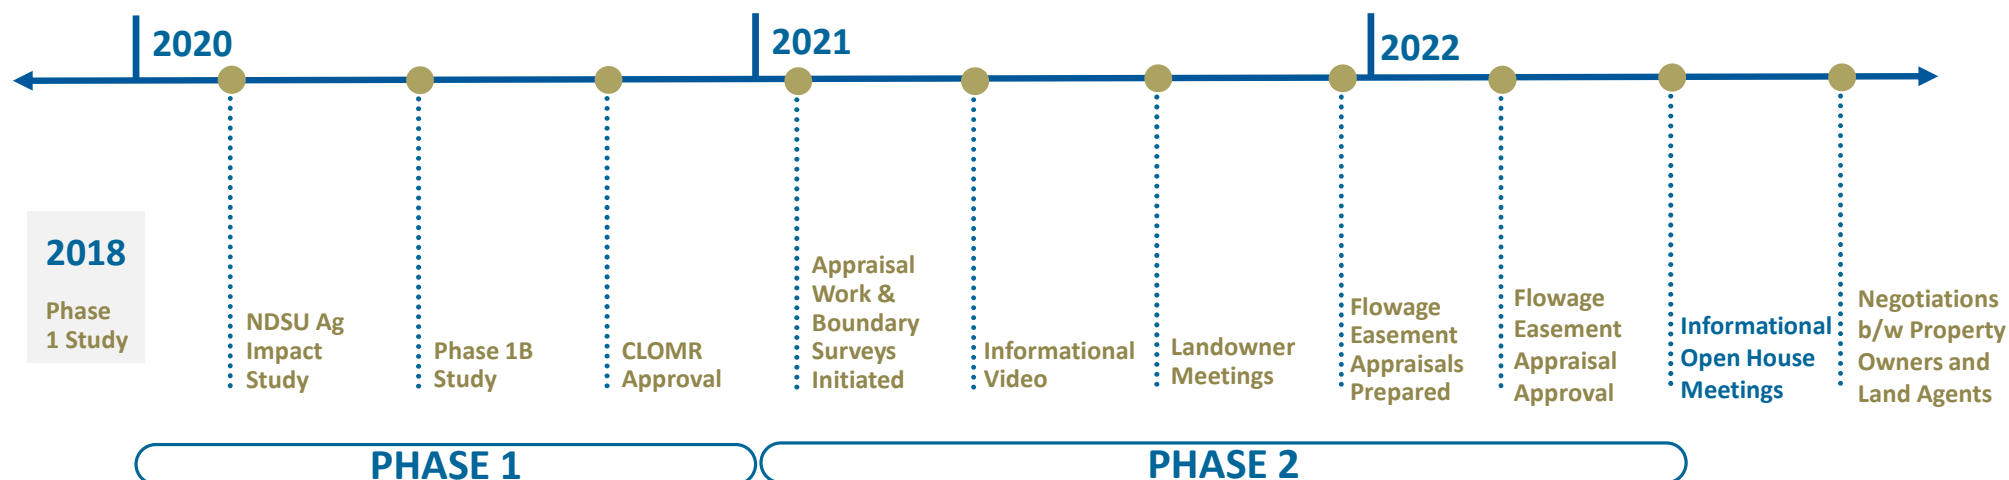 2020
2021
2022
2018
Phase
1 Study
NDSU Ag
Impact
Study
Phase 1B
Study
CLOMR
Approval
Appraisal
Work &
Boundary
Surveys
Initiated
Informational
Video
Landowner
Meetings
Flowage
Easement
Appraisals
Prepared
Flowage
Easement
Appraisal
Approval
Informational
Open House
Meetings
Negotiations
b/w Property
Owners and
Land Agents
PHASE 1
PHASE 2